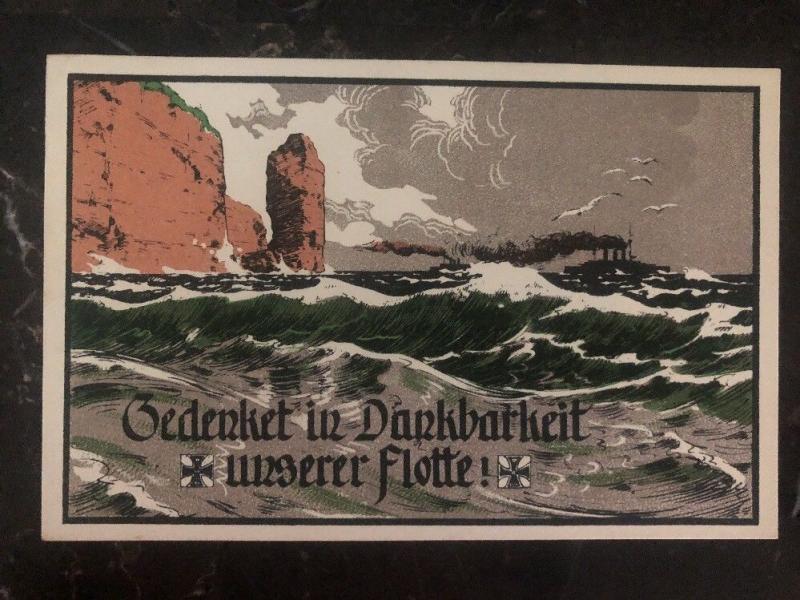 Gedenket in Dankbarkeit
unserer Flotte!